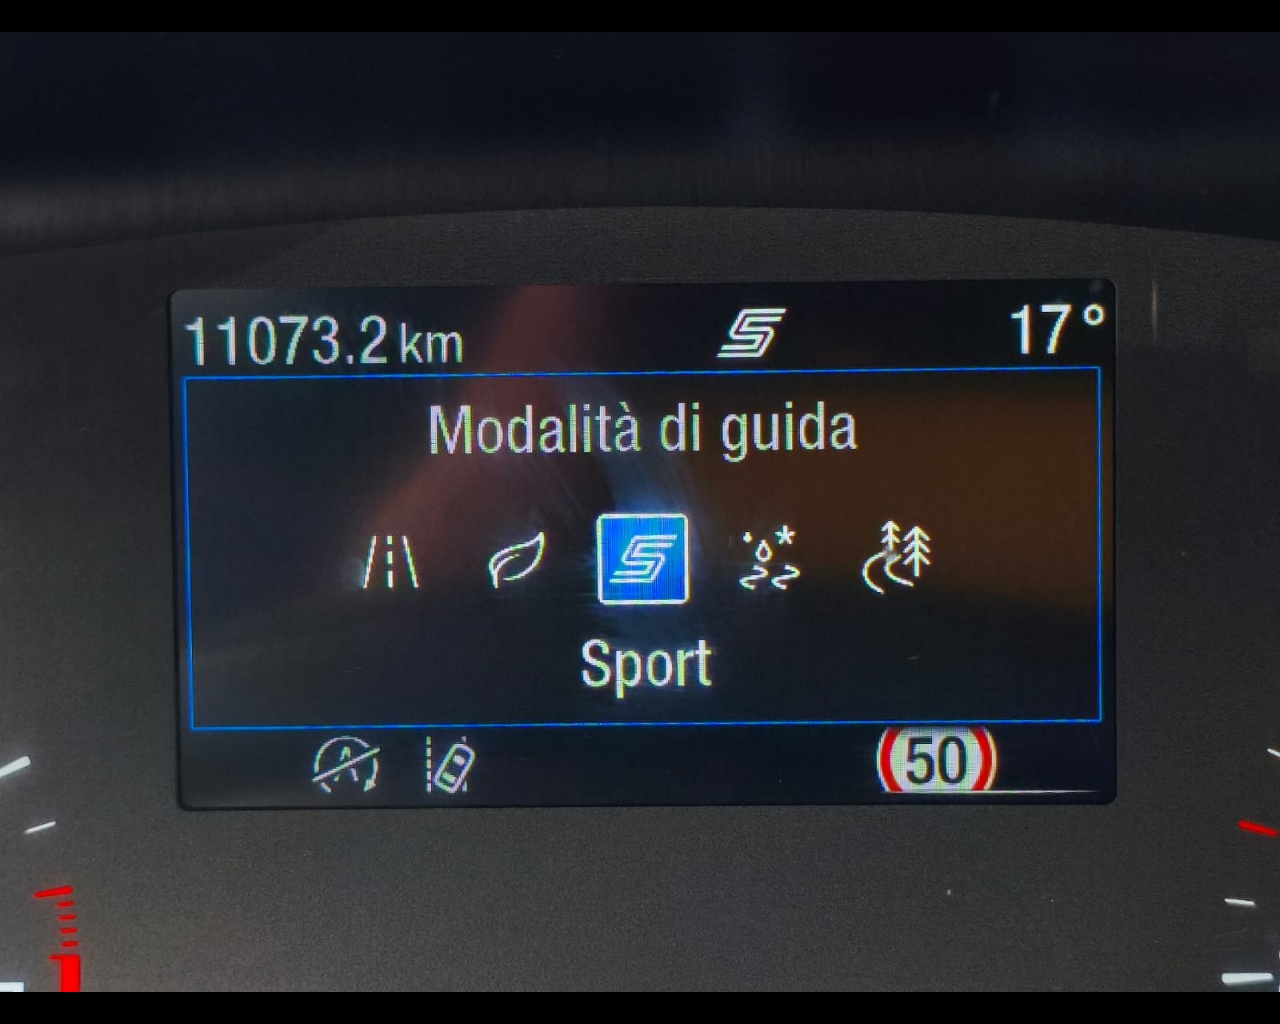 11073.2 km 17°
Modalità di guida
Sport
50